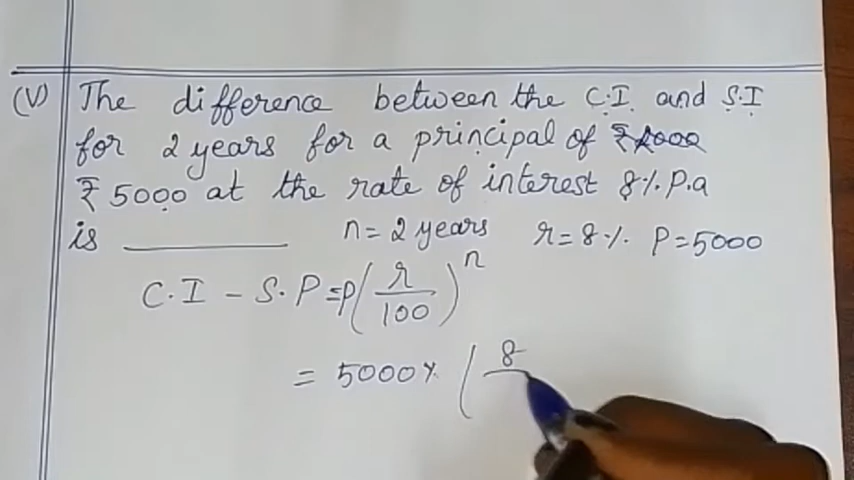 (V) The difference between the C.I. and S.I
for 2 years for a principal of
₹ 5000 at the rate of interest 8% P.a
is ________ n = 2 years r = 8% P = 5000
C.I - S.P = P(r/100)^n
= 5000 × (8